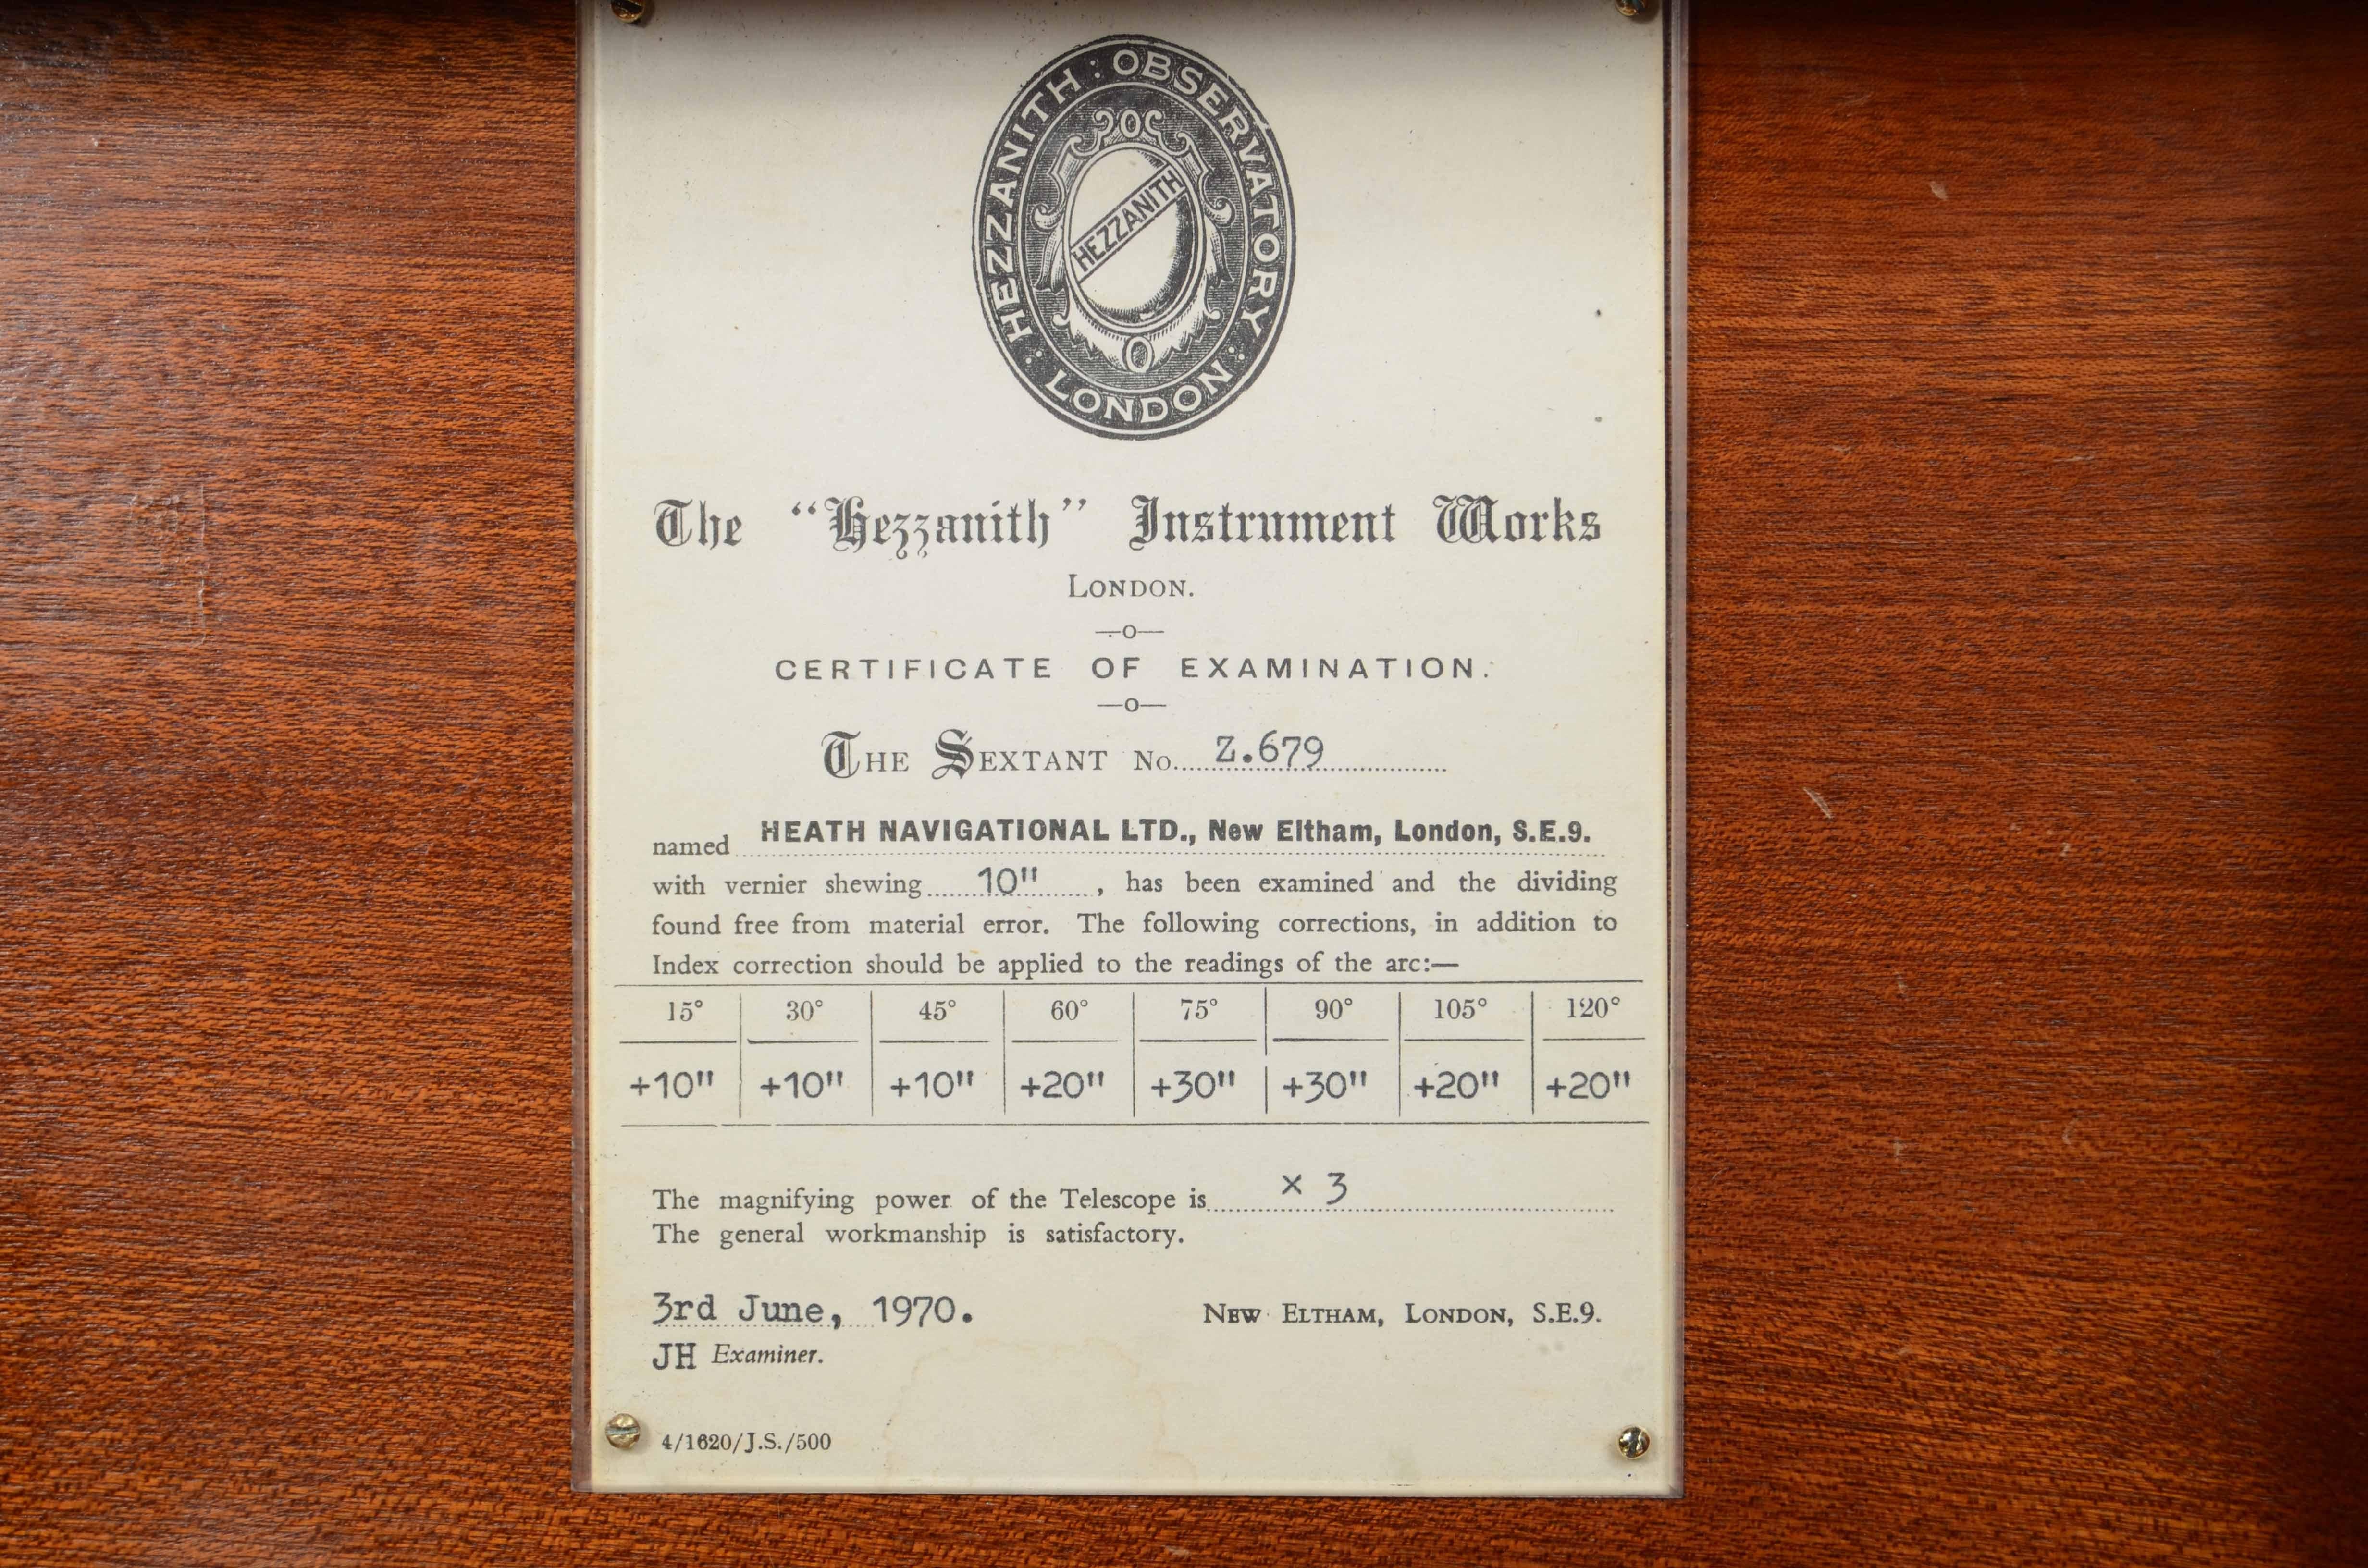 HEZZANITH : OBSERVATORY : LONDON :
HEZZANITH
The "Hezzanith" Instrument Works
LONDON.
—o—
CERTIFICATE OF EXAMINATION.
—o—
THE SEXTANT No. Z.679
named HEATH NAVIGATIONAL LTD., New Eltham, London, S.E.9.
with vernier shewing 10", has been examined and the dividing
found free from material error. The following corrections, in addition to
Index correction should be applied to the readings of the arc:—
15° 30° 45° 60° 75° 90° 105° 120°
+10" +10" +10" +20" +30" +30" +20" +20"
The magnifying power of the Telescope is x 3
The general workmanship is satisfactory.
3rd June, 1970. NEW ELTHAM, LONDON, S.E.9.
JH Examiner.
4/1620/J.S./500